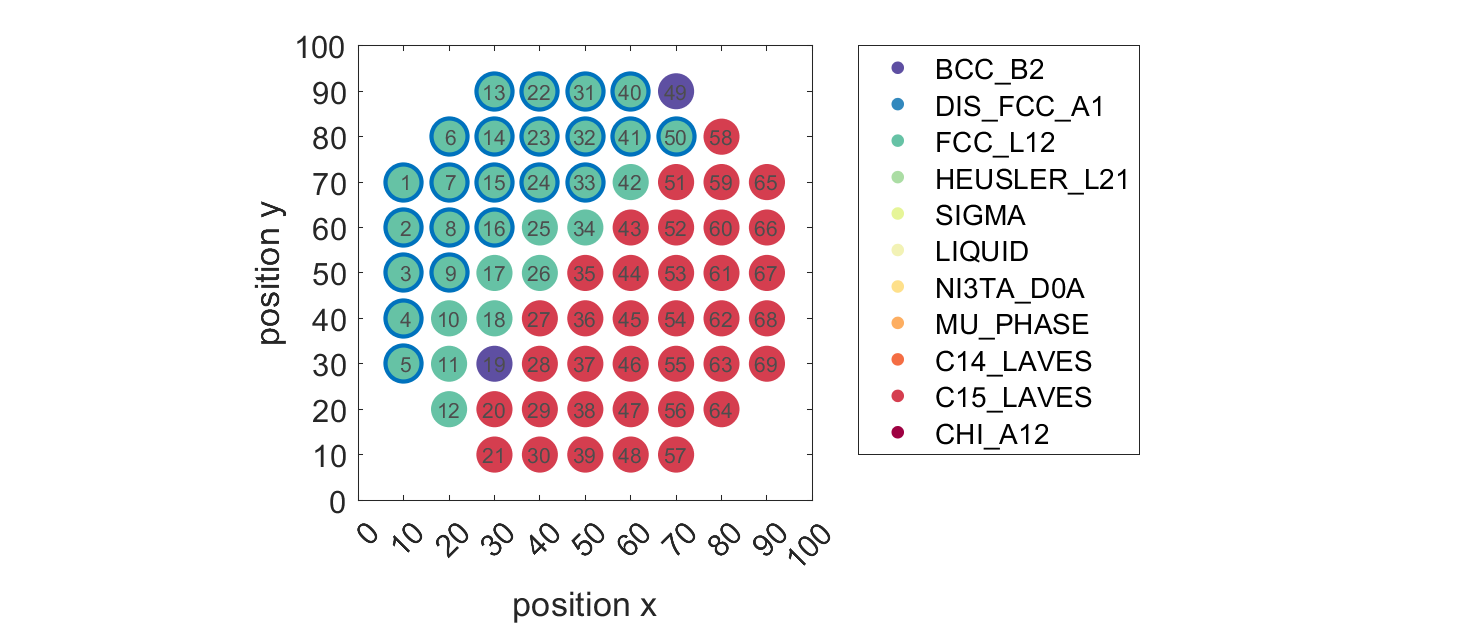 100
90 13 22 31 40 49
80 6 14 23 32 41 50 58
70 1 7 15 24 33 42 51 59 65
60 2 8 16 25 34 43 52 60 66
50 3 9 17 26 35 44 53 61 67
40 4 10 18 27 36 45 54 62 68
30 5 11 19 28 37 46 55 63 69
20 12 20 29 38 47 56 64
10 21 30 39 48 57
0
position y
0 10 20 30 40 50 60 70 80 90 100
position x
BCC_B2
DIS_FCC_A1
FCC_L12
HEUSLER_L21
SIGMA
LIQUID
NI3TA_D0A
MU_PHASE
C14_LAVES
C15_LAVES
CHI_A12